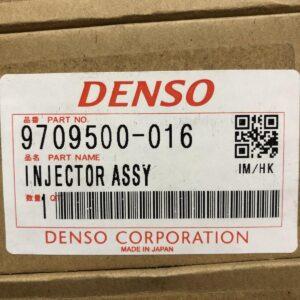 DENSO
品番 PART NO.
9709500-016
品名 PART NAME
INJECTOR ASSY
IM/HK
数量 Q'TY
1
DENSO CORPORATION
MADE IN JAPAN